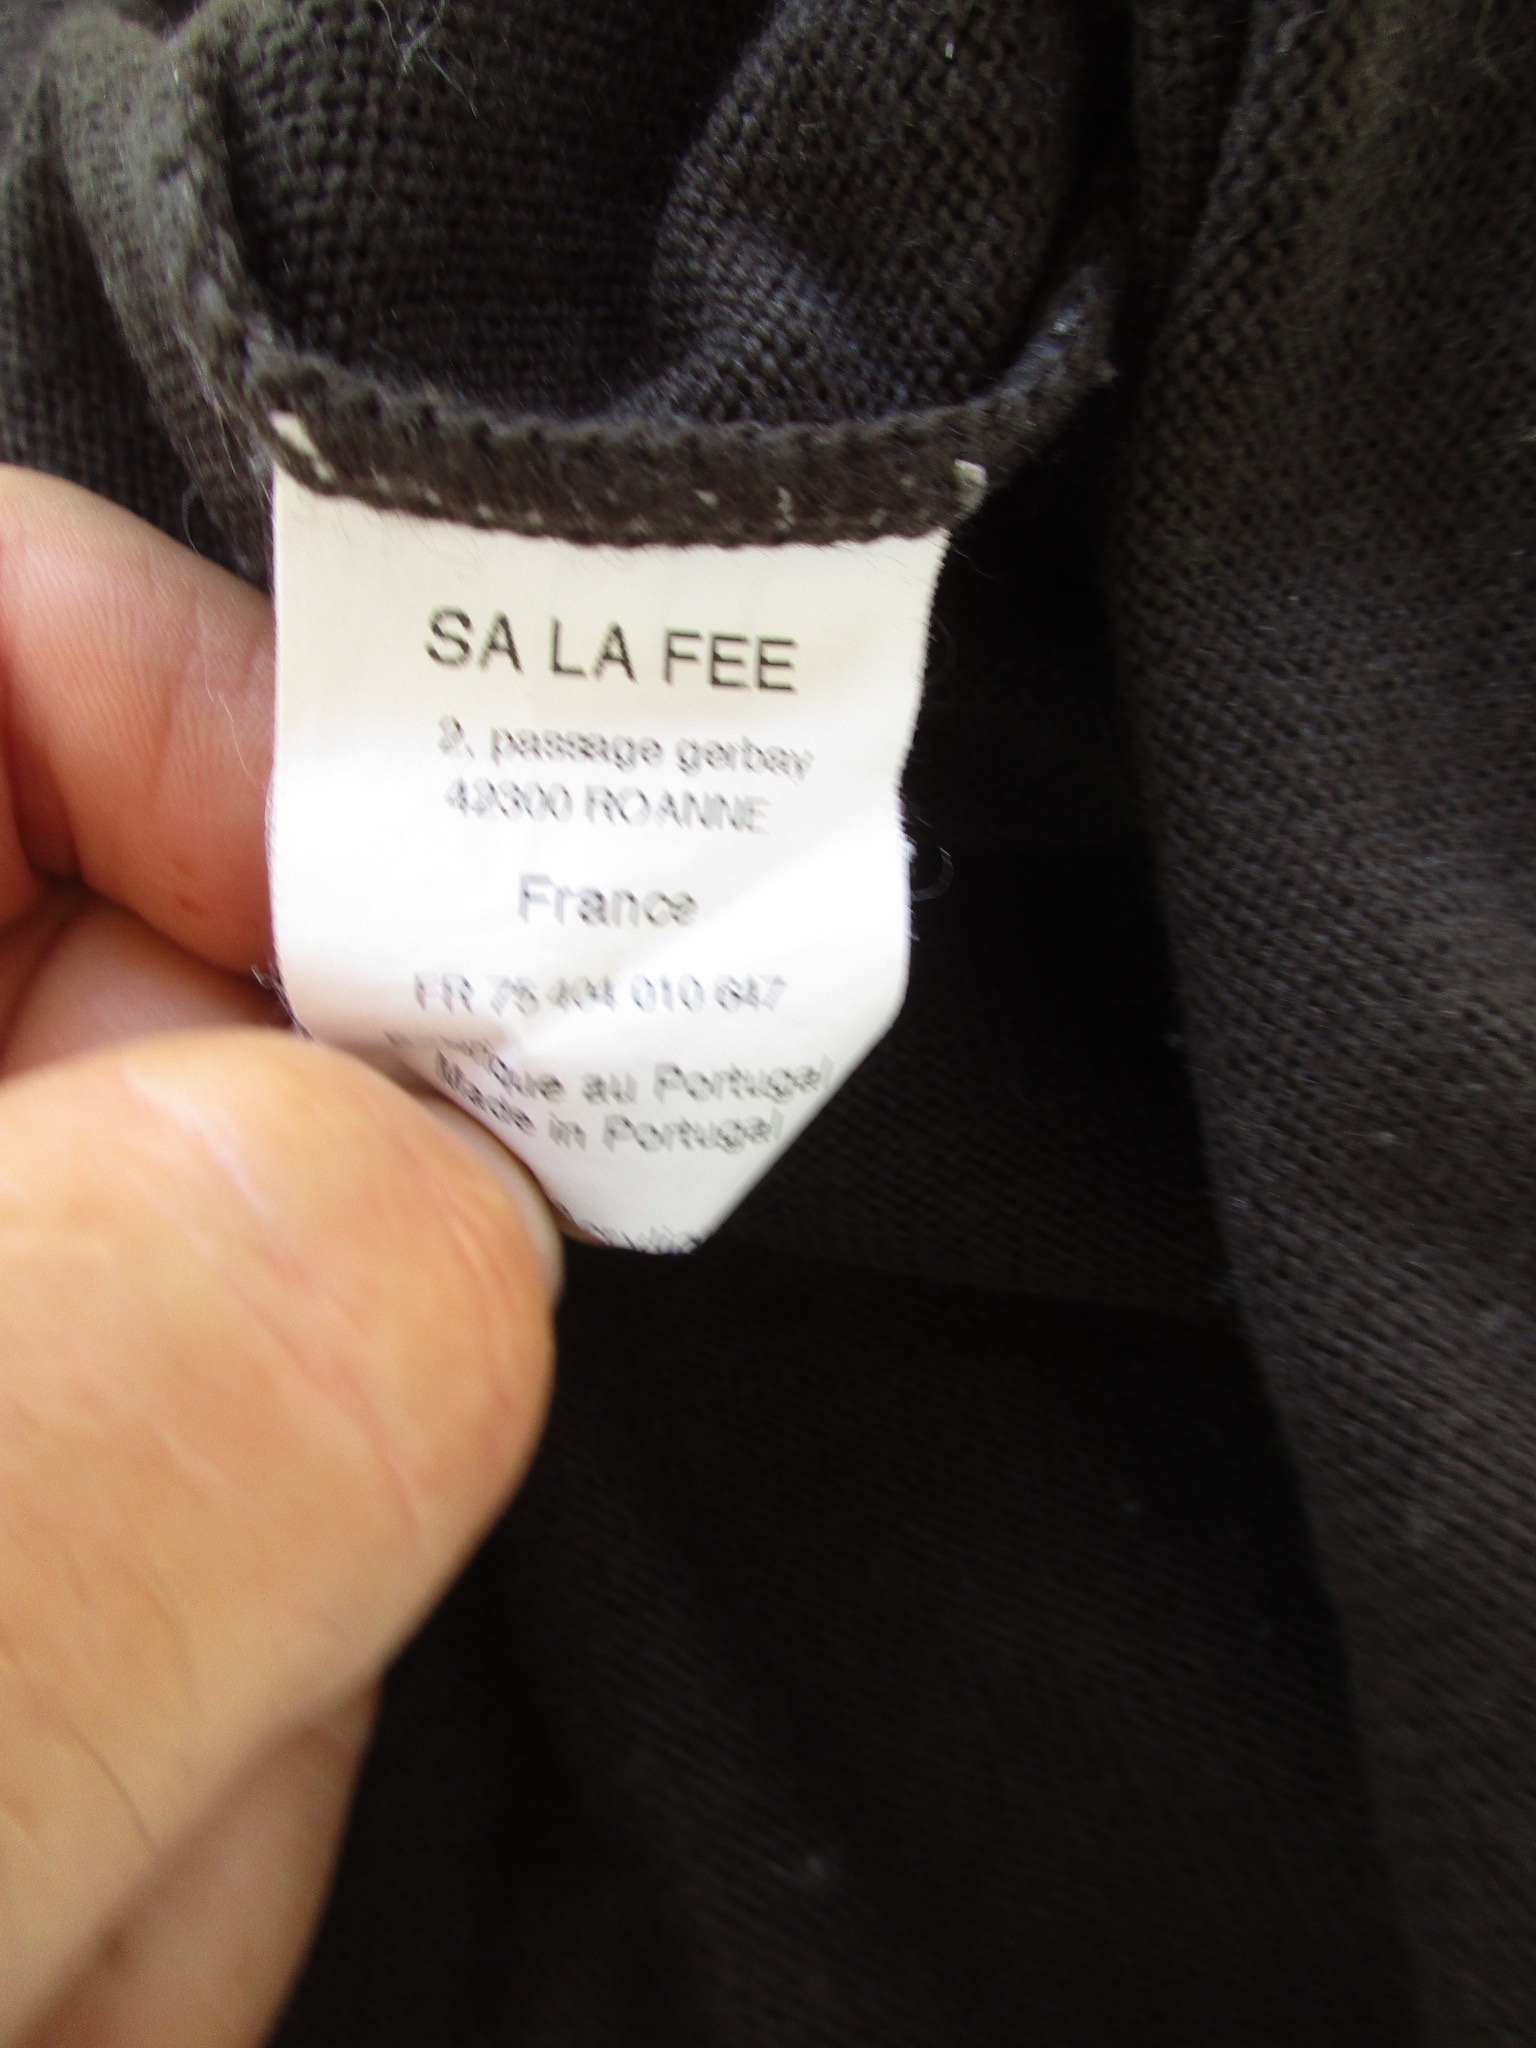 SA LA FEE
2, passage gerbay
42300 ROANNE
France
FR 75 404 010 647
au Portugal
Made in Portugal